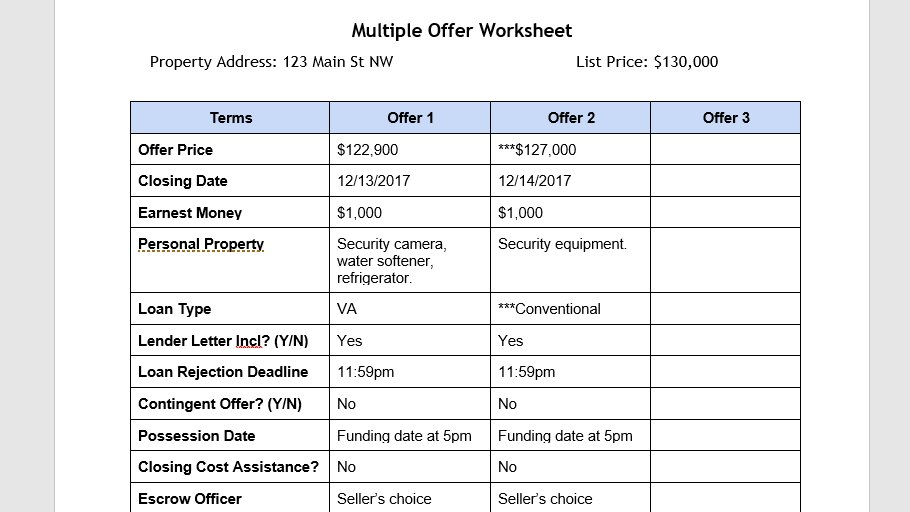 Multiple Offer Worksheet
Property Address: 123 Main St NW List Price: $130,000
Terms Offer 1 Offer 2 Offer 3
Offer Price $122,900 ***$127,000
Closing Date 12/13/2017 12/14/2017
Earnest Money $1,000 $1,000
Personal Property Security camera, Security equipment.
water softener,
refrigerator.
Loan Type VA ***Conventional
Lender Letter Incl? (Y/N) Yes Yes
Loan Rejection Deadline 11:59pm 11:59pm
Contingent Offer? (Y/N) No No
Possession Date Funding date at 5pm Funding date at 5pm
Closing Cost Assistance? No No
Escrow Officer Seller’s choice Seller’s choice